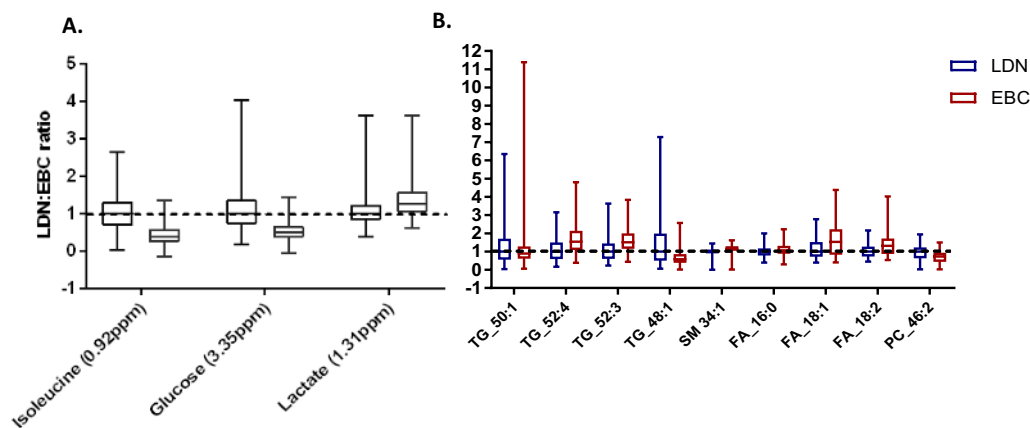 A.
LDN:EBC ratio
5
4
3
2
1
0
-1
Isoleucine (0.92ppm)
Glucose (3.35ppm)
Lactate (1.31ppm)
B.
12
11
10
9
8
7
6
5
4
3
2
1
0
-1
TG_50:1
TG_52:4
TG_52:3
TG_48:1
SM 34:1
FA_16:0
FA_18:1
FA_18:2
PC_46:2
LDN
EBC